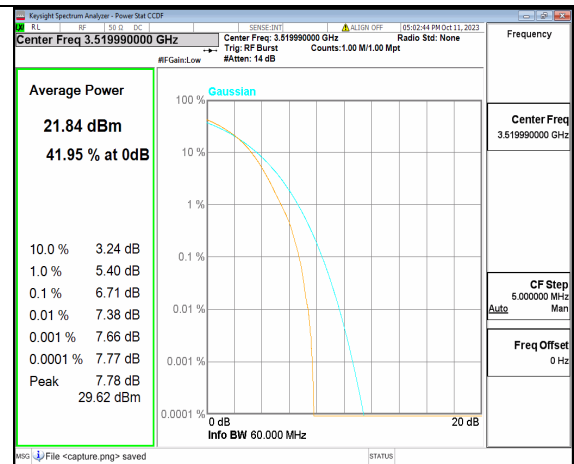 Keysight Spectrum Analyzer - Power Stat CCDF
RL RF 50 Ω DC SENSE:INT ALIGN OFF 05:02:44 PM Oct 11, 2023
Center Freq 3.519990000 GHz
Center Freq: 3.519990000 GHz Radio Std: None
Trig: RF Burst Counts:1.00 M/1.00 Mpt
#IFGain:Low #Atten: 14 dB
Frequency
Average Power
21.84 dBm
41.95 % at 0dB
10.0 % 3.24 dB
1.0 % 5.40 dB
0.1 % 6.71 dB
0.01 % 7.38 dB
0.001 % 7.66 dB
0.0001 % 7.77 dB
Peak 7.78 dB
29.62 dBm
Gaussian
100 %
10 %
1 %
0.1 %
0.01 %
0.001 %
0.0001 %
0 dB 20 dB
Info BW 60.000 MHz
Center Freq
3.519990000 GHz
CF Step
5.000000 MHz
Auto Man
Freq Offset
0 Hz
MSG File <capture.png> saved STATUS